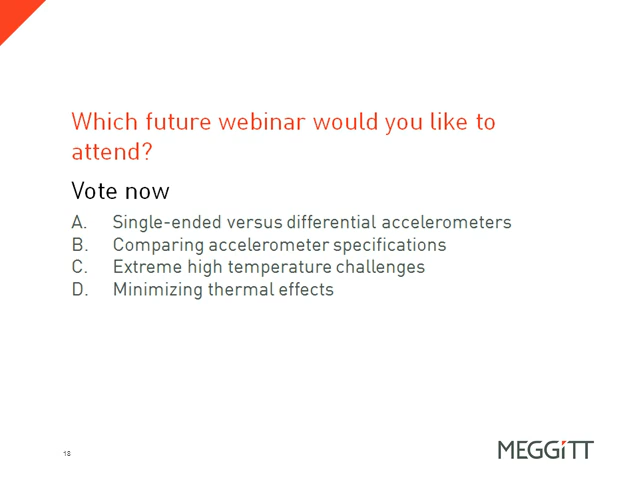 Which future webinar would you like to
attend?
Vote now
A. Single-ended versus differential accelerometers
B. Comparing accelerometer specifications
C. Extreme high temperature challenges
D. Minimizing thermal effects
18
MEGGiTT